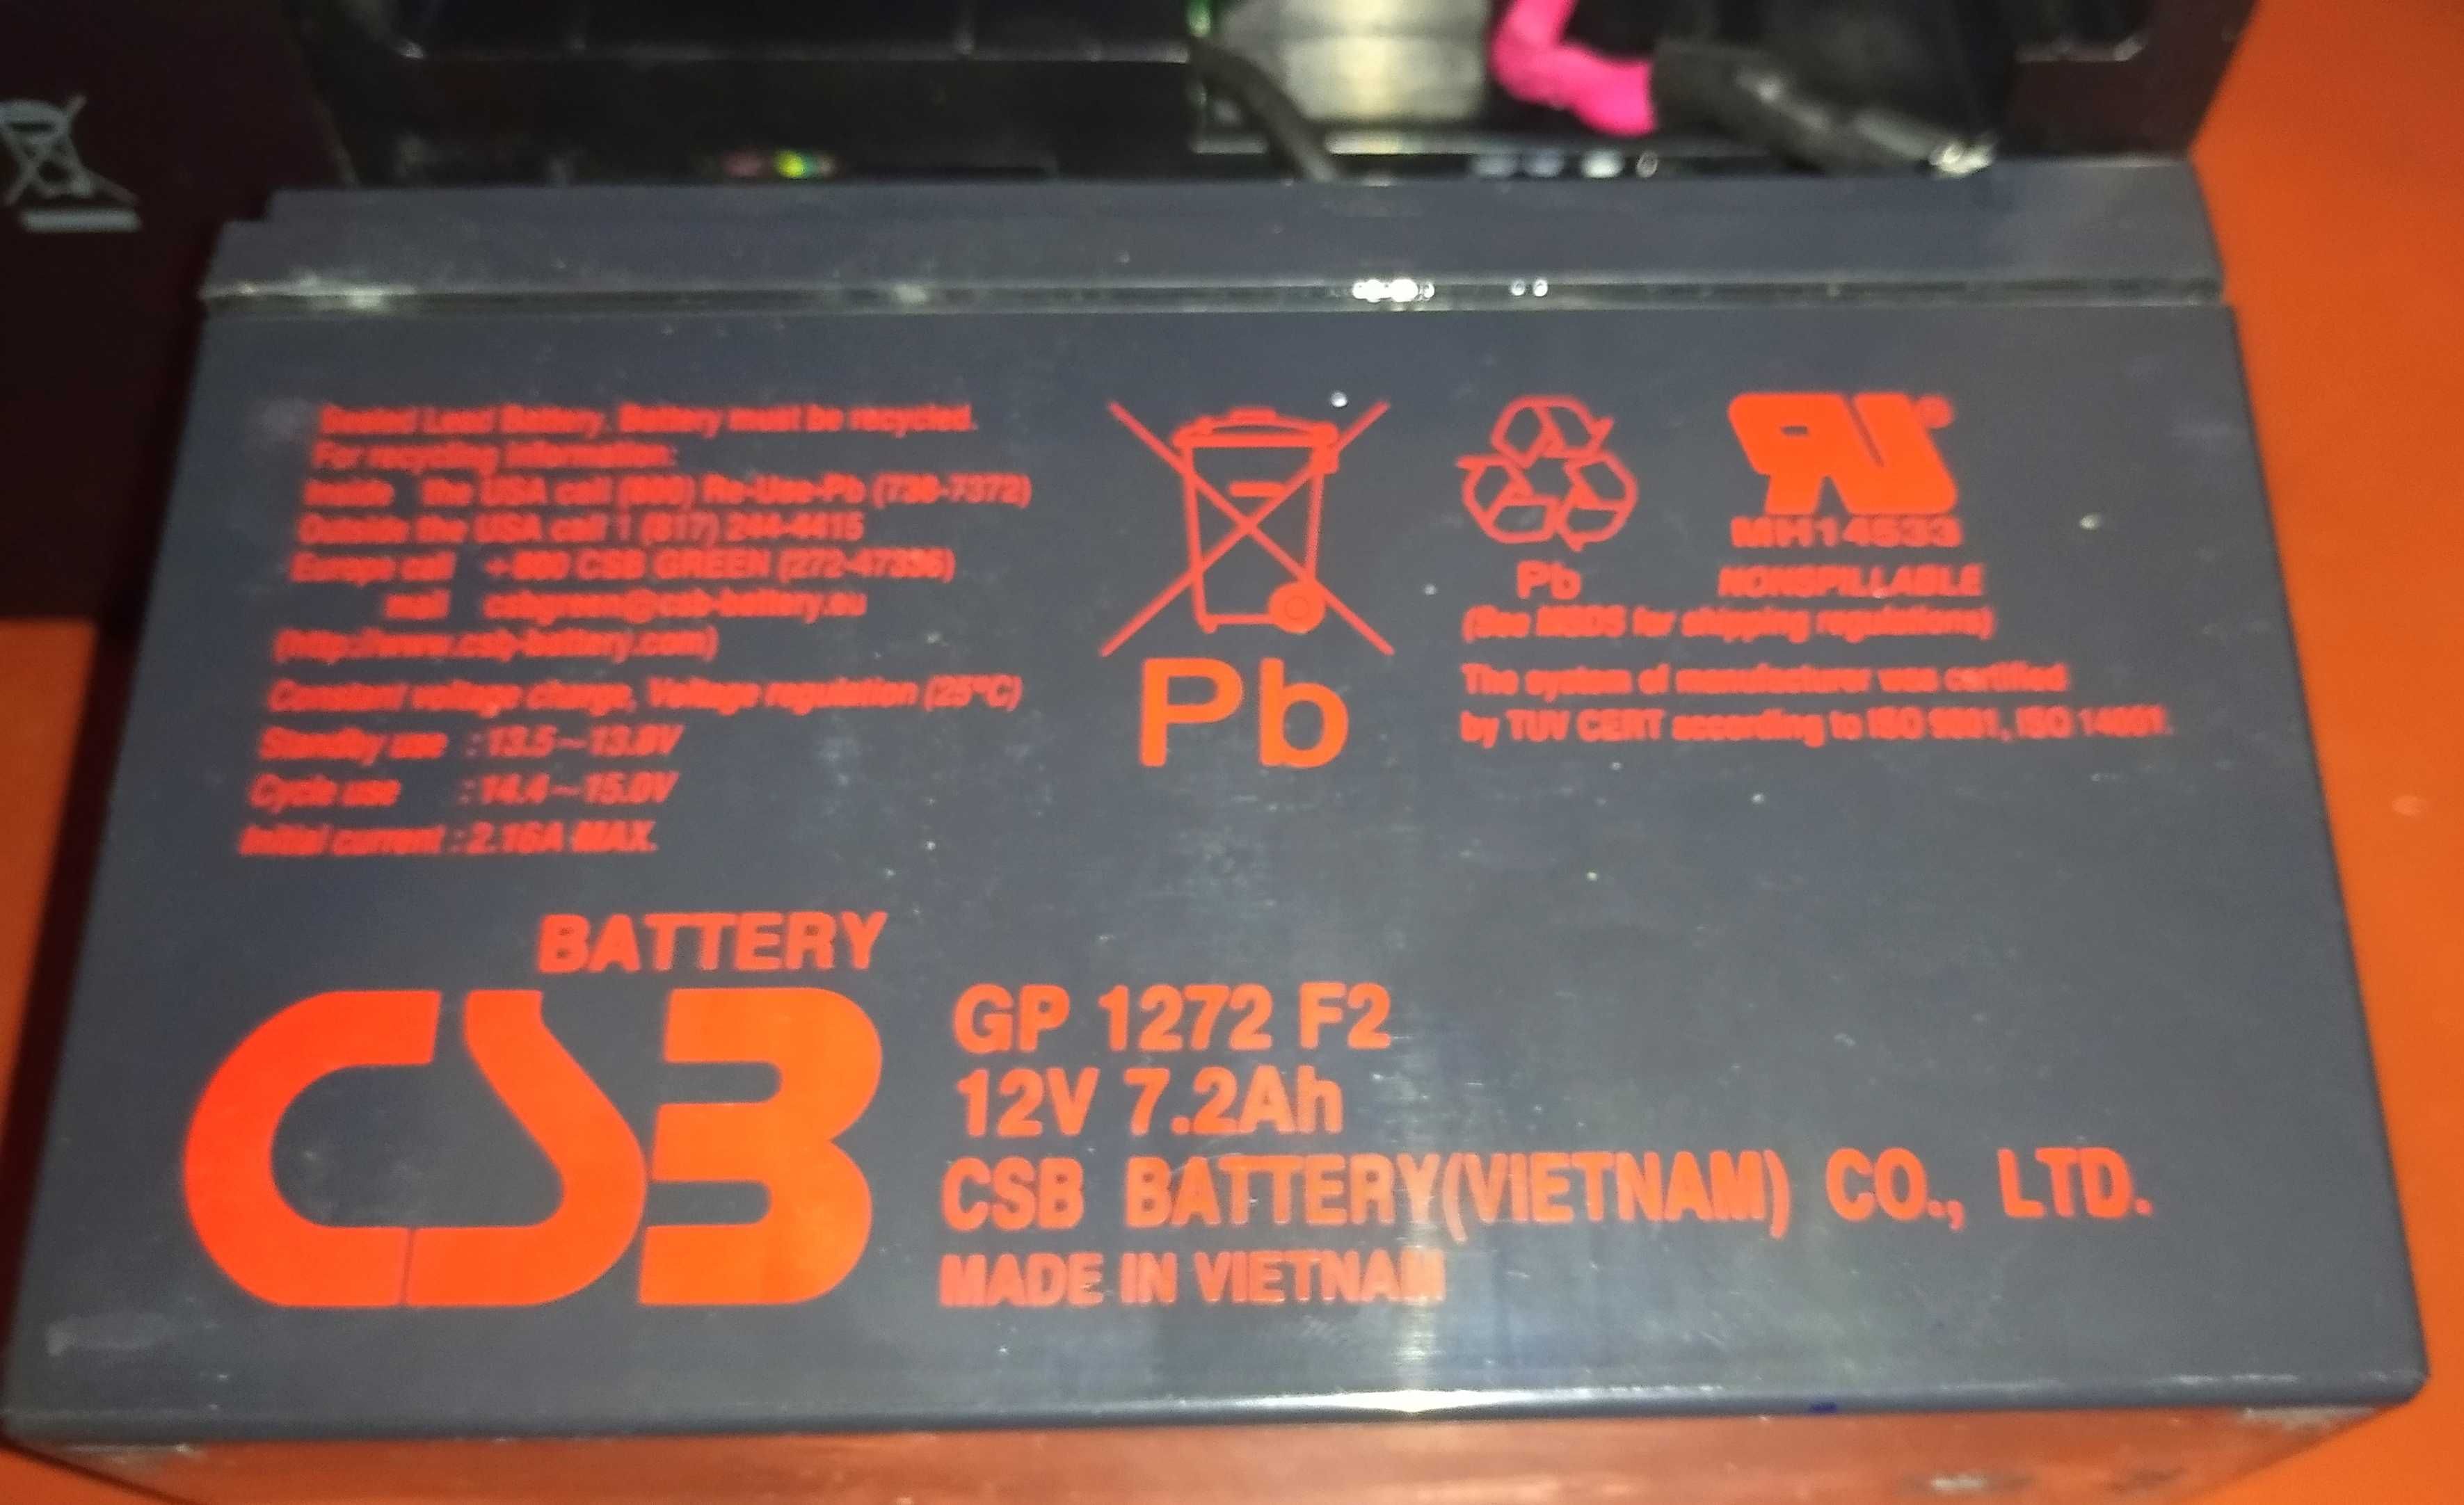 Sealed Lead Battery. Battery must be recycled.
For recycling information:
Inside the USA call (800) Re-Use-Pb (738-7372)
Outside the USA call 1 (817) 244-4415
Europe call +800 CSB GREEN (272-47336)
mail csbgreen@csb-battery.eu
(http://www.csb-battery.com)
Constant voltage charge, Voltage regulation (25°C)
Standby use : 13.5~13.8V
Cycle use : 14.4~15.0V
Initial current : 2.16A MAX.
Pb
Pb
RU®
MH14533
NONSPILLABLE
(See MSDS for shipping regulations)
The system of manufacturer was certified
by TUV CERT according to ISO 9001, ISO 14001.
BATTERY
CSB
GP 1272 F2
12V 7.2Ah
CSB BATTERY(VIETNAM) CO., LTD.
MADE IN VIETNAM